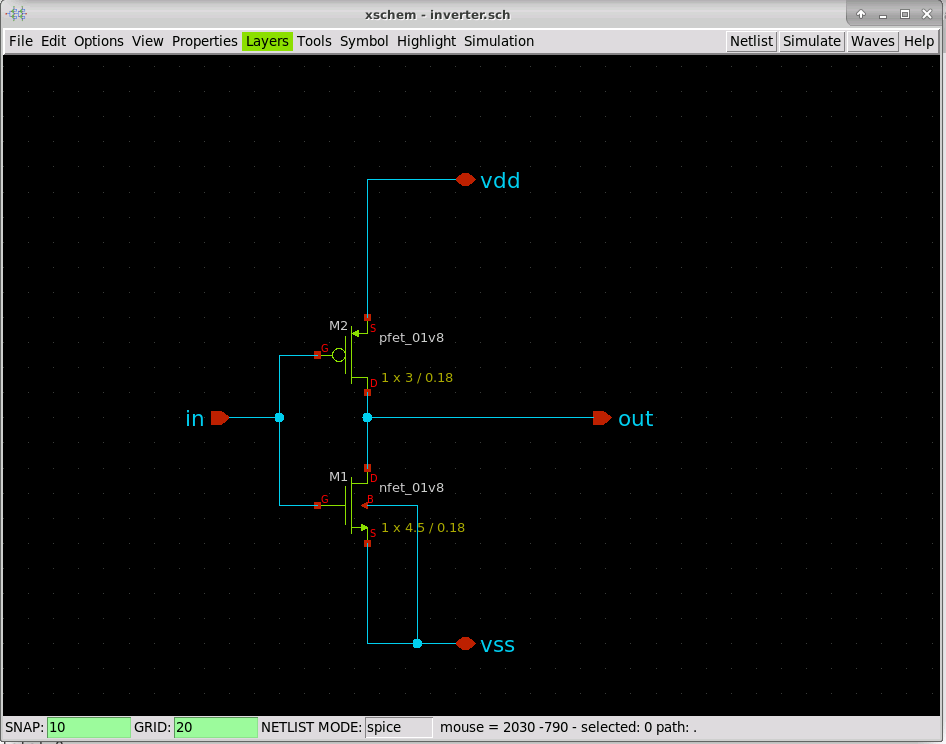 xschem - inverter.sch
File Edit Options View Properties Layers Tools Symbol Highlight Simulation Netlist Simulate Waves Help
vdd
M2
S
pfet_01v8
G
1 x 3 / 0.18
D
in
out
M1
D
nfet_01v8
G
B
1 x 4.5 / 0.18
S
vss
SNAP: 10 GRID: 20 NETLIST MODE: spice mouse = 2030 -790 - selected: 0 path: .